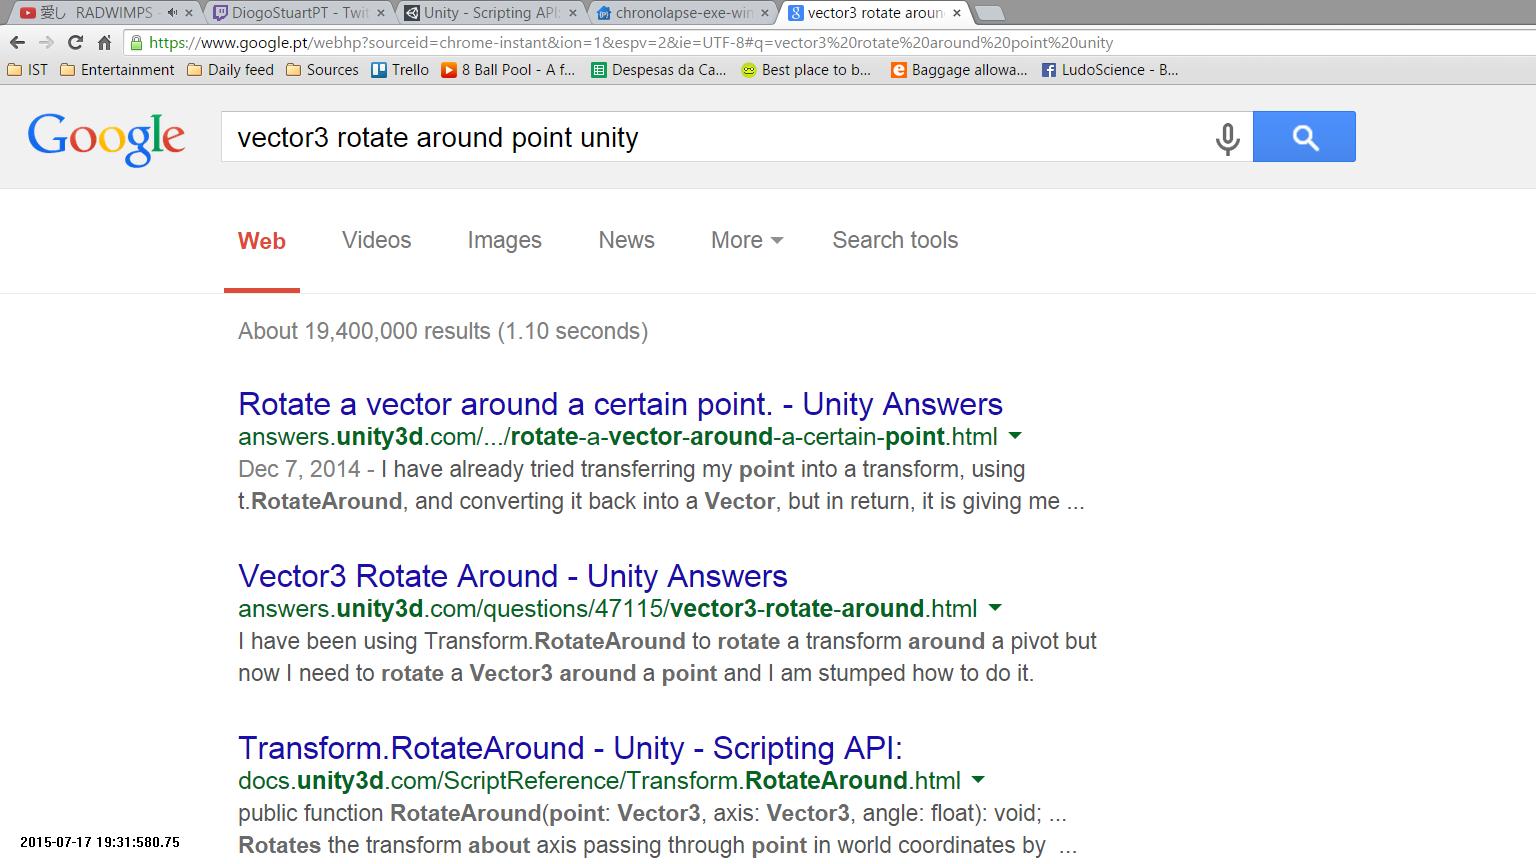 愛し RADWIMPS -
DiogoStuartPT - Twit
Unity - Scripting API:
chronolapse-exe-win
vector3 rotate aroun
https://www.google.pt/webhp?sourceid=chrome-instant&ion=1&espv=2&ie=UTF-8#q=vector3%20rotate%20around%20point%20unity
IST Entertainment Daily feed Sources Trello 8 Ball Pool - A f... Despesas da Ca... Best place to b... Baggage allowa... LudoScience - B...
Google
vector3 rotate around point unity
Web Videos Images News More Search tools
About 19,400,000 results (1.10 seconds)
Rotate a vector around a certain point. - Unity Answers
answers.unity3d.com/.../rotate-a-vector-around-a-certain-point.html
Dec 7, 2014 - I have already tried transferring my point into a transform, using
t.RotateAround, and converting it back into a Vector, but in return, it is giving me ...
Vector3 Rotate Around - Unity Answers
answers.unity3d.com/questions/47115/vector3-rotate-around.html
I have been using Transform.RotateAround to rotate a transform around a pivot but
now I need to rotate a Vector3 around a point and I am stumped how to do it.
Transform.RotateAround - Unity - Scripting API:
docs.unity3d.com/ScriptReference/Transform.RotateAround.html
public function RotateAround(point: Vector3, axis: Vector3, angle: float): void; ...
Rotates the transform about axis passing through point in world coordinates by ...
2015-07-17 19:31:580.75